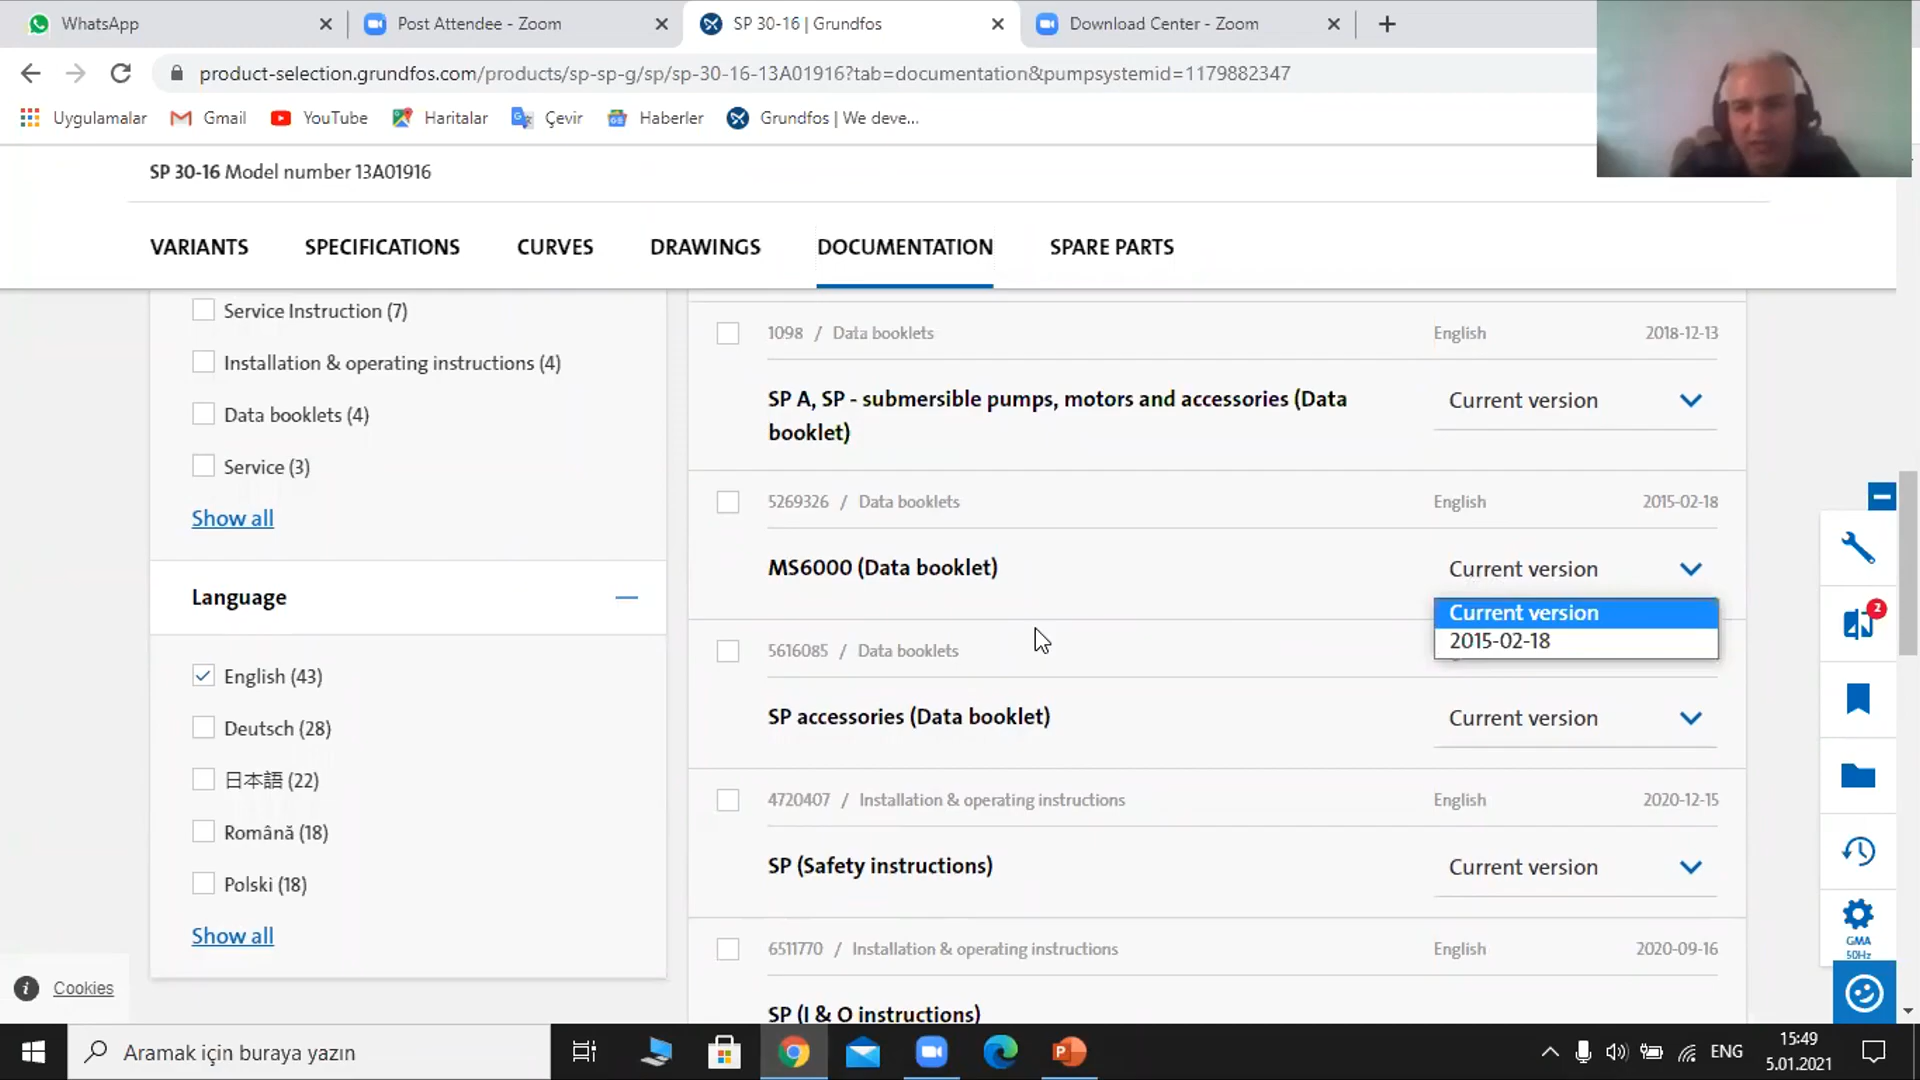 WhatsApp
Post Attendee - Zoom
SP 30-16 | Grundfos
Download Center - Zoom
product-selection.grundfos.com/products/sp-sp-g/sp/sp-30-16-13A01916?tab=documentation&pumpsystemid=1179882347
Uygulamalar
Gmail
YouTube
Haritalar
Çevir
Haberler
Grundfos | We deve...
SP 30-16 Model number 13A01916
VARIANTS
SPECIFICATIONS
CURVES
DRAWINGS
DOCUMENTATION
SPARE PARTS
Service Instruction (7)
Installation & operating instructions (4)
Data booklets (4)
Service (3)
Show all
Language
English (43)
Deutsch (28)
日本語 (22)
Română (18)
Polski (18)
Show all
Cookies
1098 / Data booklets English 2018-12-13
SP A, SP - submersible pumps, motors and accessories (Data
booklet)
Current version
5269326 / Data booklets English 2015-02-18
MS6000 (Data booklet)
Current version
Current version
2015-02-18
5616085 / Data booklets
SP accessories (Data booklet)
Current version
4720407 / Installation & operating instructions English 2020-12-15
SP (Safety instructions)
Current version
6511770 / Installation & operating instructions English 2020-09-16
SP (I & O instructions)
2
GMA
50Hz
Aramak için buraya yazın
ENG
15:49
5.01.2021